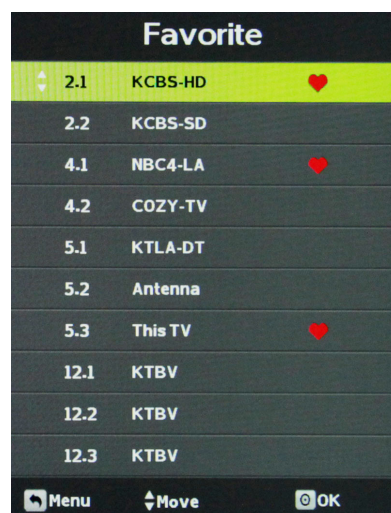 Favorite
2.1 KCBS-HD
2.2 KCBS-SD
4.1 NBC4-LA
4.2 COZY-TV
5.1 KTLA-DT
5.2 Antenna
5.3 This TV
12.1 KTBV
12.2 KTBV
12.3 KTBV
Menu Move OK